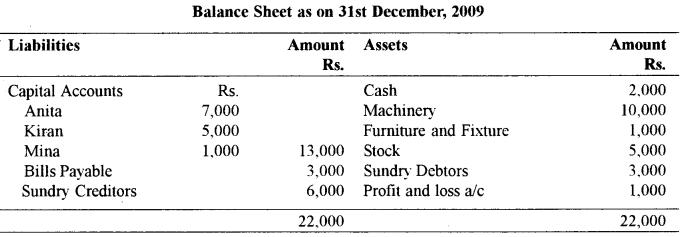 Balance Sheet as on 31st December, 2009
Liabilities Amount Assets Amount
Rs. Rs.
Capital Accounts Rs. Cash 2,000
Anita 7,000 Machinery 10,000
Kiran 5,000 Furniture and Fixture 1,000
Mina 1,000 13,000 Stock 5,000
Bills Payable 3,000 Sundry Debtors 3,000
Sundry Creditors 6,000 Profit and loss a/c 1,000
22,000 22,000